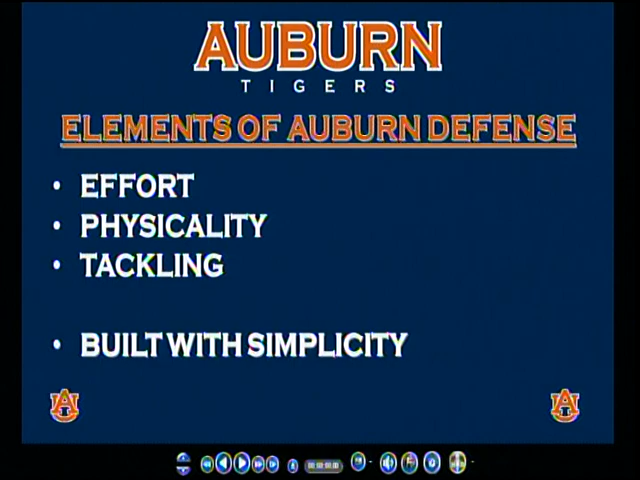 AUBURN
TIGERS
ELEMENTS OF AUBURN DEFENSE
• EFFORT
• PHYSICALITY
• TACKLING
• BUILT WITH SIMPLICITY